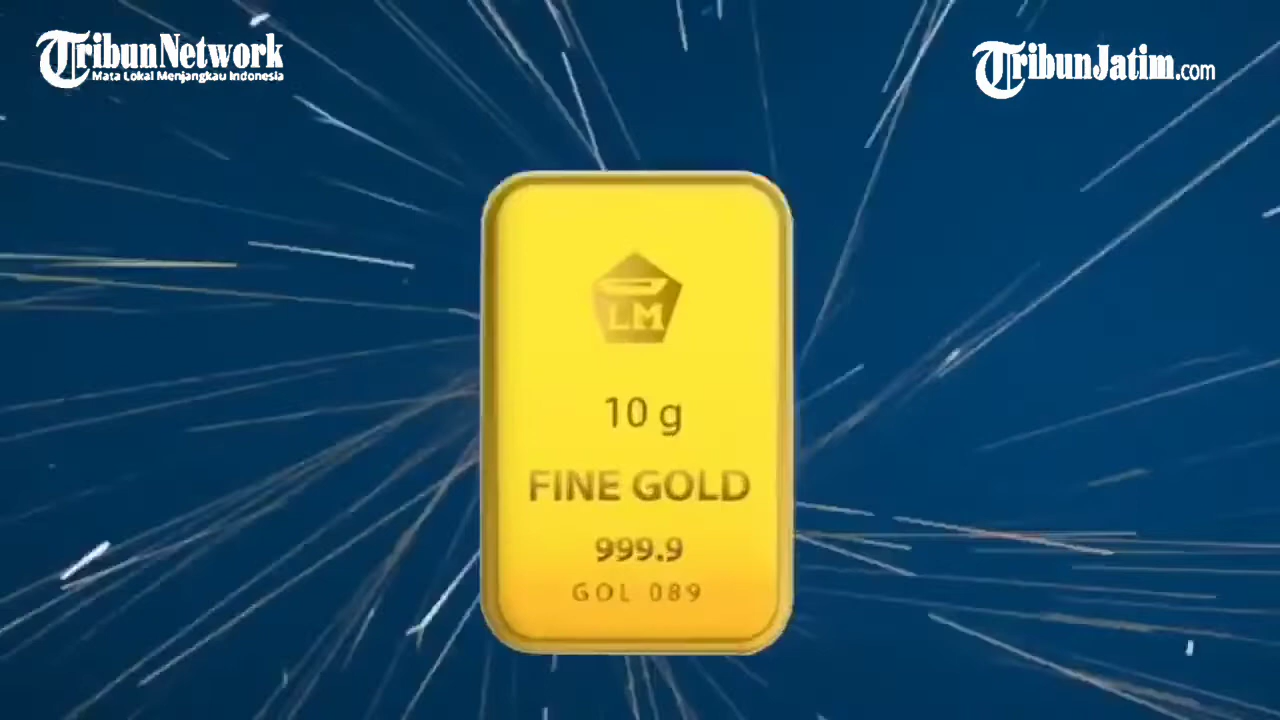 TribunNetwork
Mata Lokal Menjangkau Indonesia
TribunJatim.com
LM
10 g
FINE GOLD
999.9
GOL 089